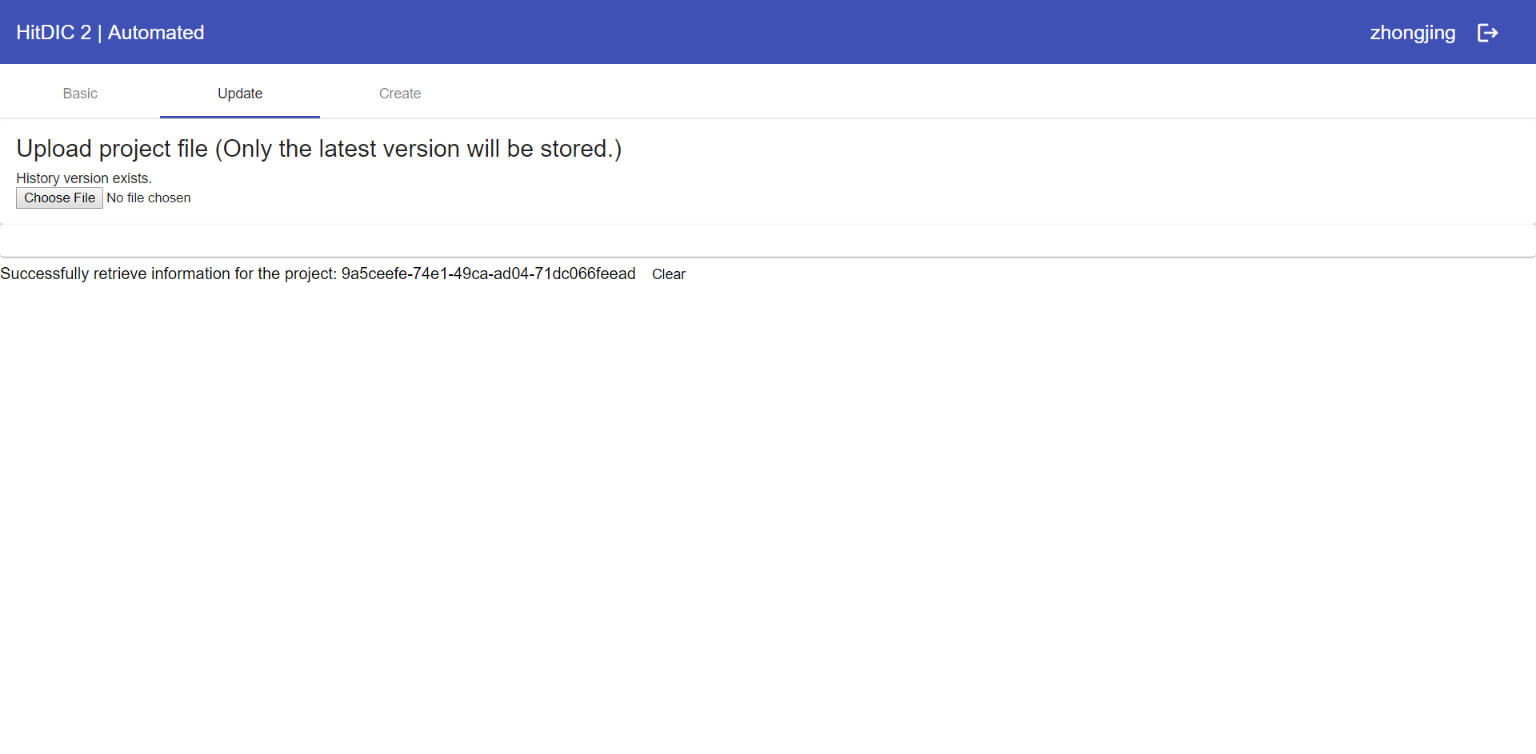 HitDIC 2 | Automated zhongjing
Basic Update Create
Upload project file (Only the latest version will be stored.)
History version exists.
Choose File No file chosen
Successfully retrieve information for the project: 9a5ceefe-74e1-49ca-ad04-71dc066feead Clear